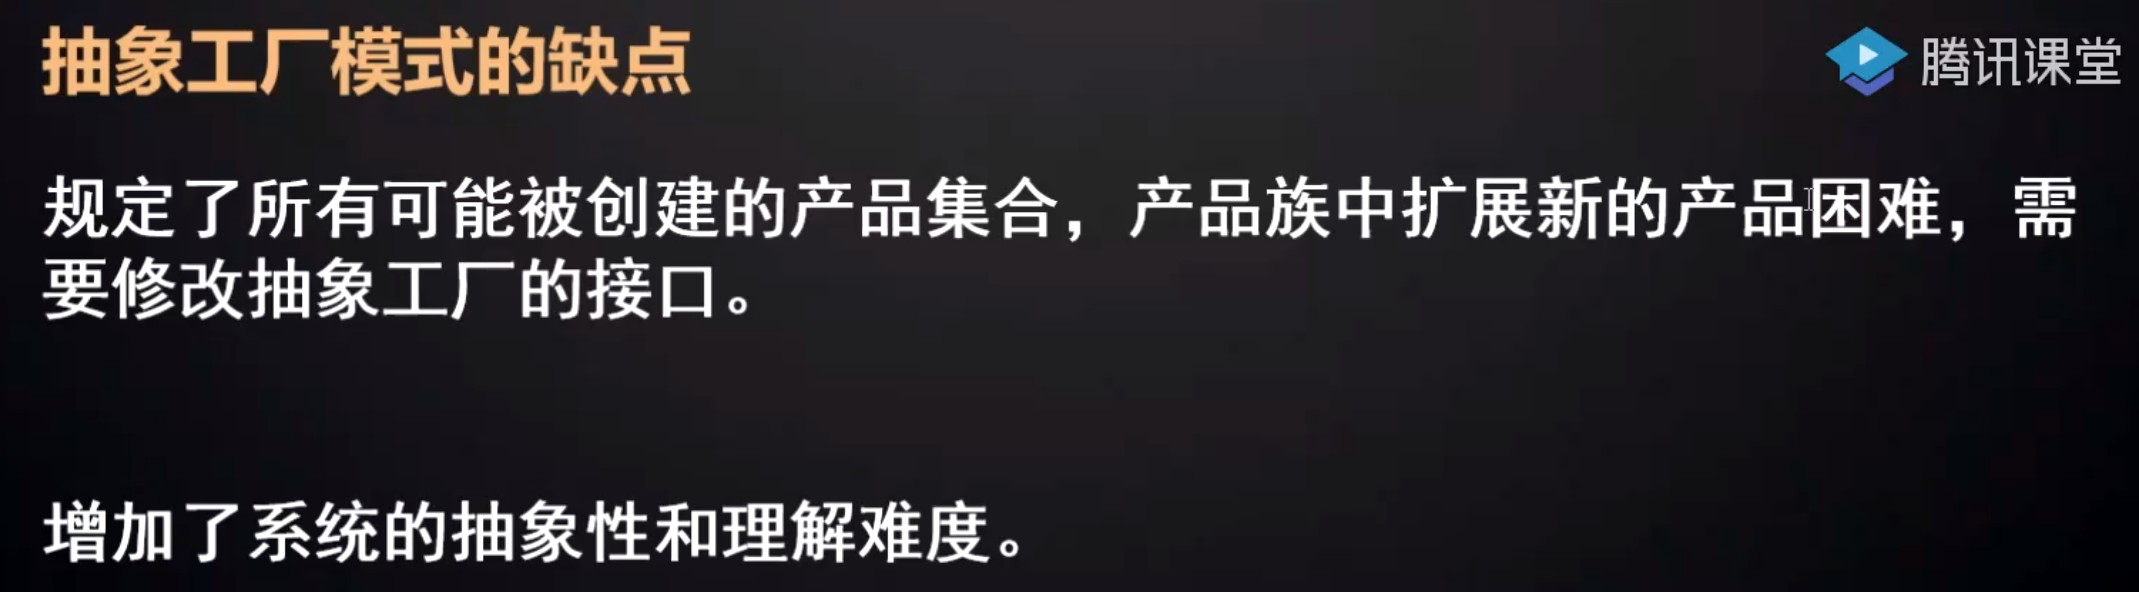 抽象工厂模式的缺点
腾讯课堂
规定了所有可能被创建的产品集合，产品族中扩展新的产品困难，需
要修改抽象工厂的接口。
增加了系统的抽象性和理解难度。